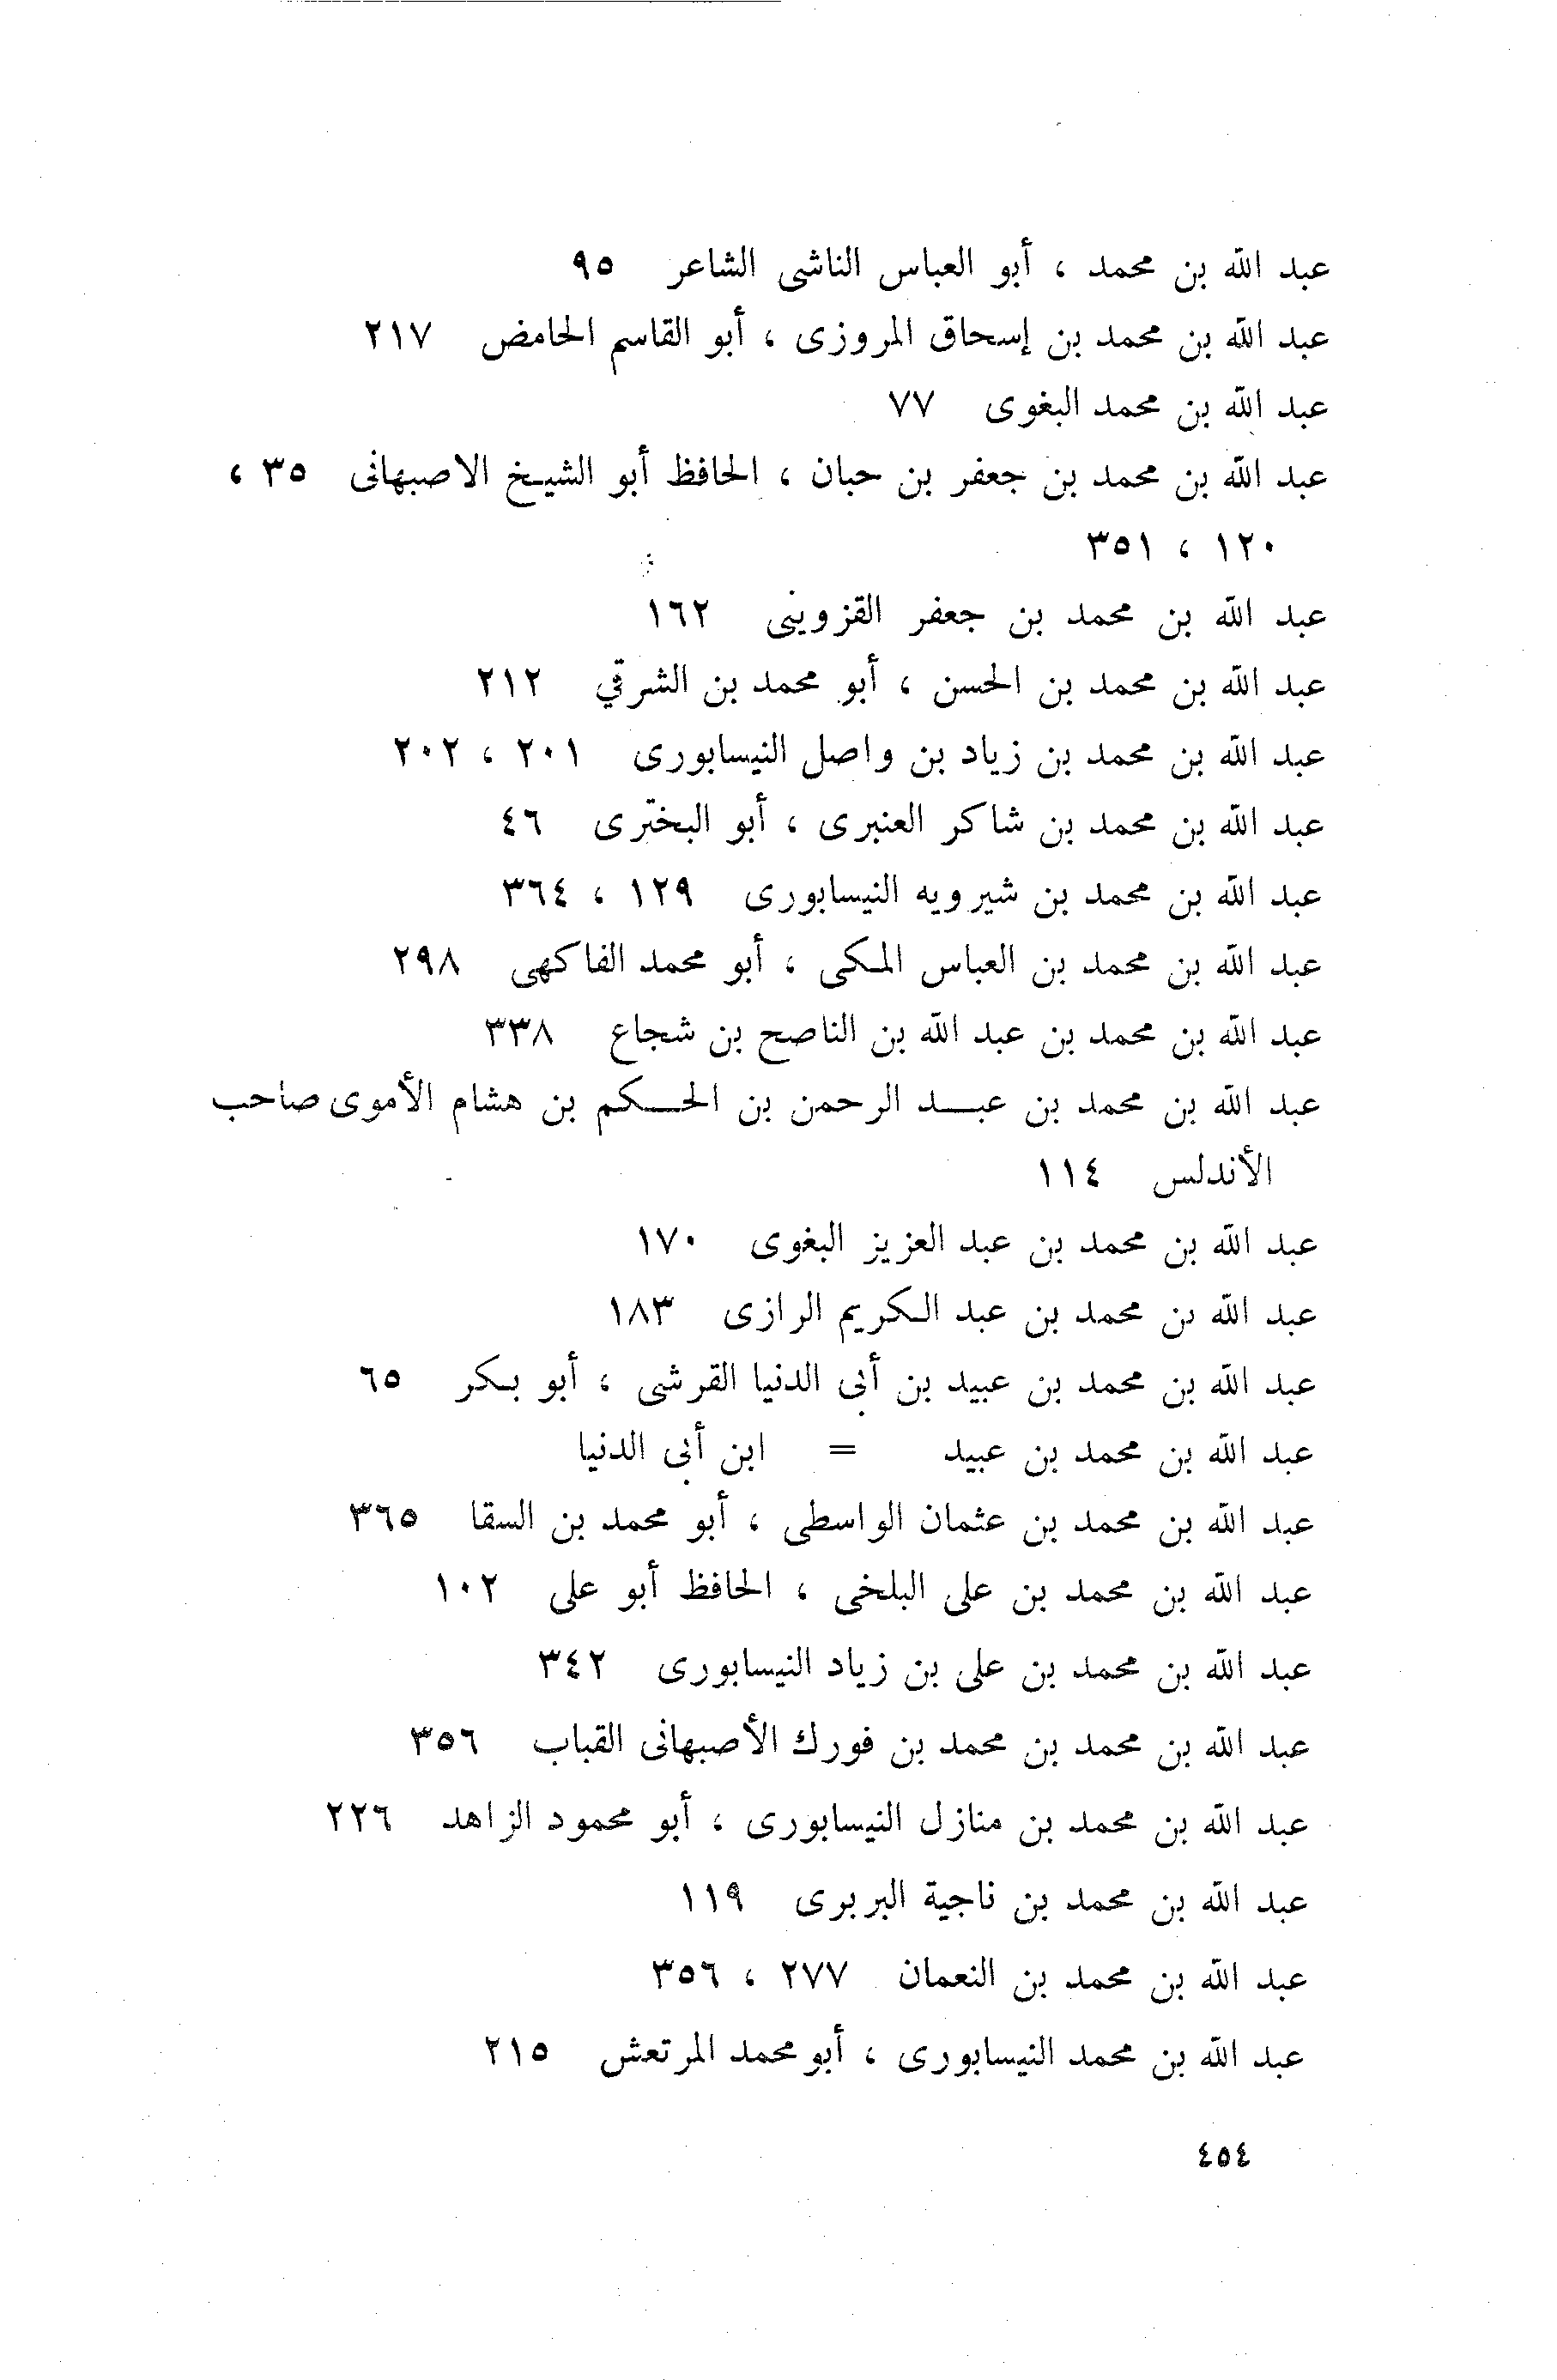 عبد الله بن محمد ، أبو العباس الناشى الشاعر ٩٥
عبد الله بن محمد بن إسحاق المروزى ، أبو القاسم الحامض ٢١٧
عبد الله بن محمد البغوى ٧٧
عبد الله بن محمد بن جعفر بن حبان ، الحافظ أبو الشيخ الاصبهانى ٣٥ ،
١٢٠ ، ٣٥١
عبد الله بن محمد بن جعفر القزوينى ١٦٢
عبد الله بن محمد بن الحسن ، أبو محمد بن الشرقي ٢١٢
عبد الله بن محمد بن زياد بن واصل النيسابورى ٢٠١ ، ٢٠٢
عبد الله بن محمد بن شاكر العنبرى ، أبو البخترى ٤٦
عبد الله بن محمد بن شيرويه النيسابورى ١٢٩ ، ٣٦٤
عبد الله بن محمد بن العباس المكى ، أبو محمد الفاكهى ٢٩٨
عبد الله بن محمد بن عبد الله بن الناصح بن شجاع ٣٣٨
عبد الله بن محمد بن عبد الرحمن بن الحكم بن هشام الأموى صاحب
الأندلس ١١٤
عبد الله بن محمد بن عبد العزيز البغوى ١٧٠
عبد الله بن محمد بن عبد الكريم الرازى ١٨٣
عبد الله بن محمد بن عبيد بن أبى الدنيا القرشى ، أبو بكر ٦٥
عبد الله بن محمد بن عبيد = ابن أبى الدنيا
عبد الله بن محمد بن عثمان الواسطى ، أبو محمد بن السقا ٣٦٥
عبد الله بن محمد بن على البلخى ، الحافظ أبو على ١٠٢
عبد الله بن محمد بن على بن زياد النيسابورى ٣٤٢
عبد الله بن محمد بن محمد بن فورك الأصبهانى القباب ٣٥٦
عبد الله بن محمد بن منازل النيسابورى ، أبو محمود الزاهد ٢٢٦
عبد الله بن محمد بن ناجية البربرى ١١٩
عبد الله بن محمد بن النعمان ٢٧٧ ، ٣٥٦
عبد الله بن محمد النيسابورى ، أبو محمد المرتعش ٢١٥
٤٥٤